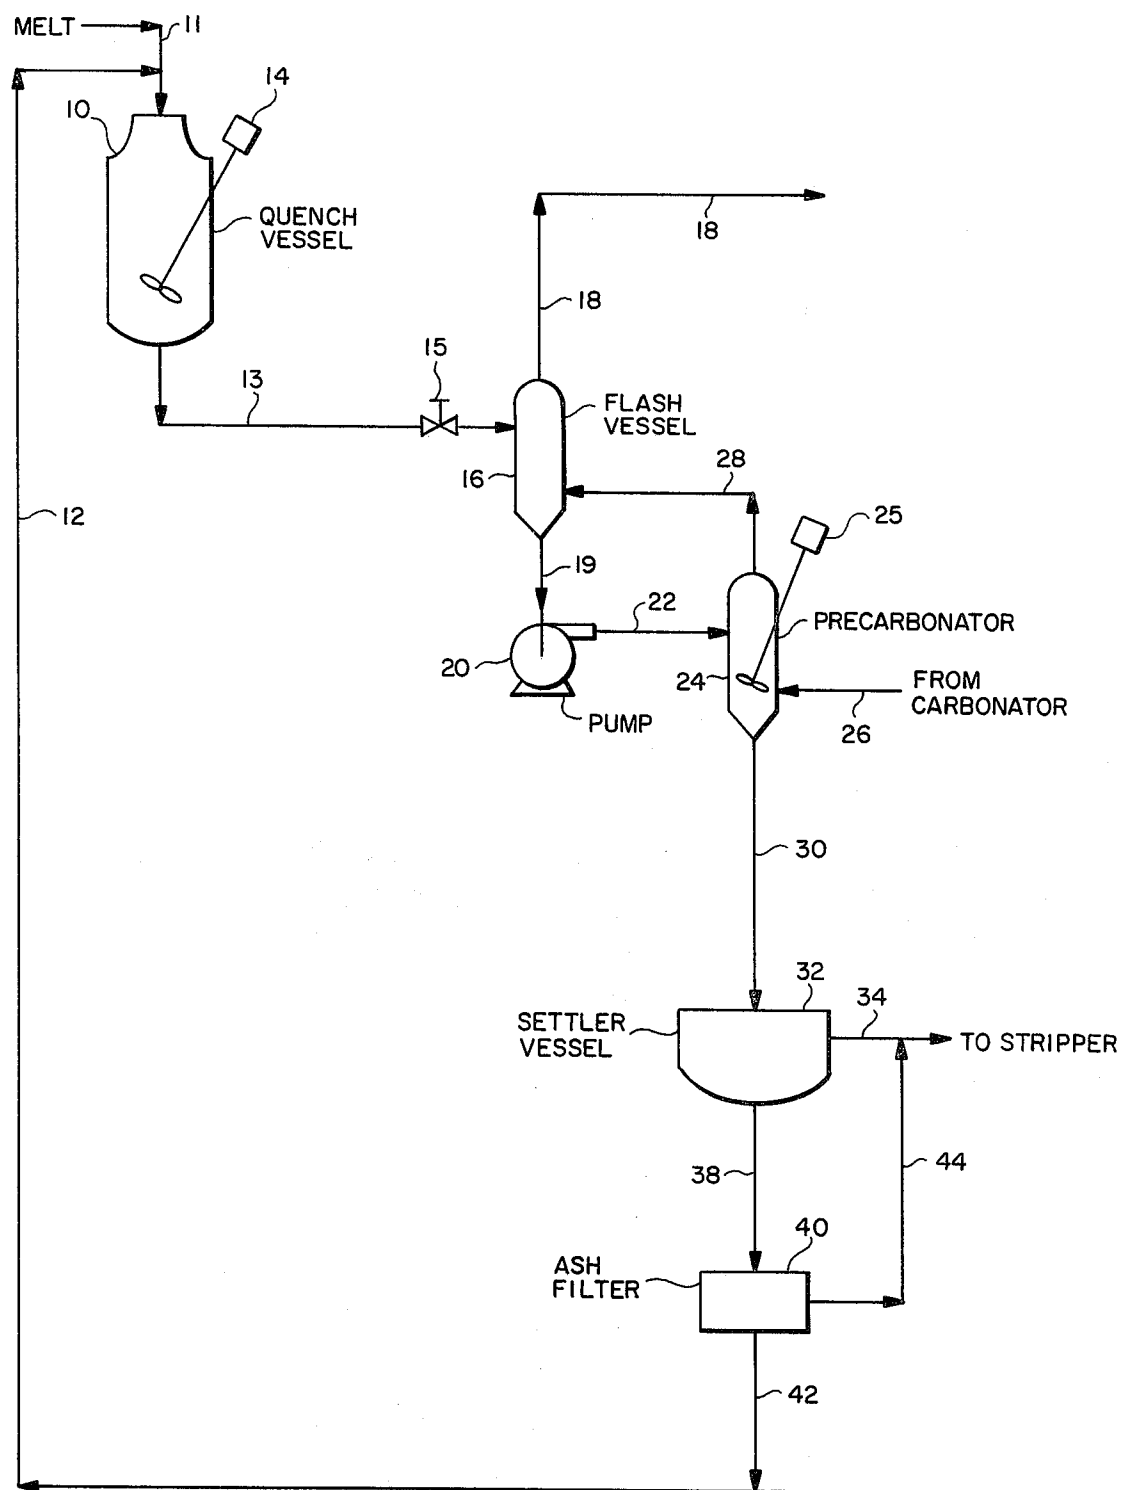 MELT
11
10
14
QUENCH
VESSEL
18
18
15
13
FLASH
VESSEL
16
28
12
25
19
22
PRECARBONATOR
20
24
FROM
CARBONATOR
26
PUMP
30
32
34
SETTLER
VESSEL
TO STRIPPER
38
44
40
ASH
FILTER
42